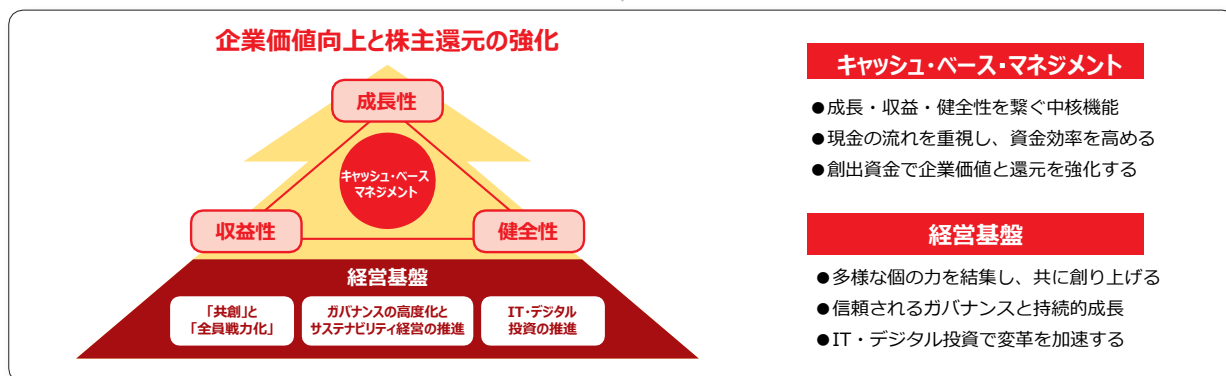 企業価値向上と株主還元の強化
成長性
キャッシュ・ベース
マネジメント
収益性
健全性
経営基盤
「共創」と
「全員戦力化」
ガバナンスの高度化と
サステナビリティ経営の推進
IT・デジタル
投資の推進
キャッシュ・ベース・マネジメント
●成長・収益・健全性を繋ぐ中核機能
●現金の流れを重視し、資金効率を高める
●創出資金で企業価値と還元を強化する
経営基盤
●多様な個の力を結集し、共に創り上げる
●信頼されるガバナンスと持続的成長
●IT・デジタル投資で変革を加速する